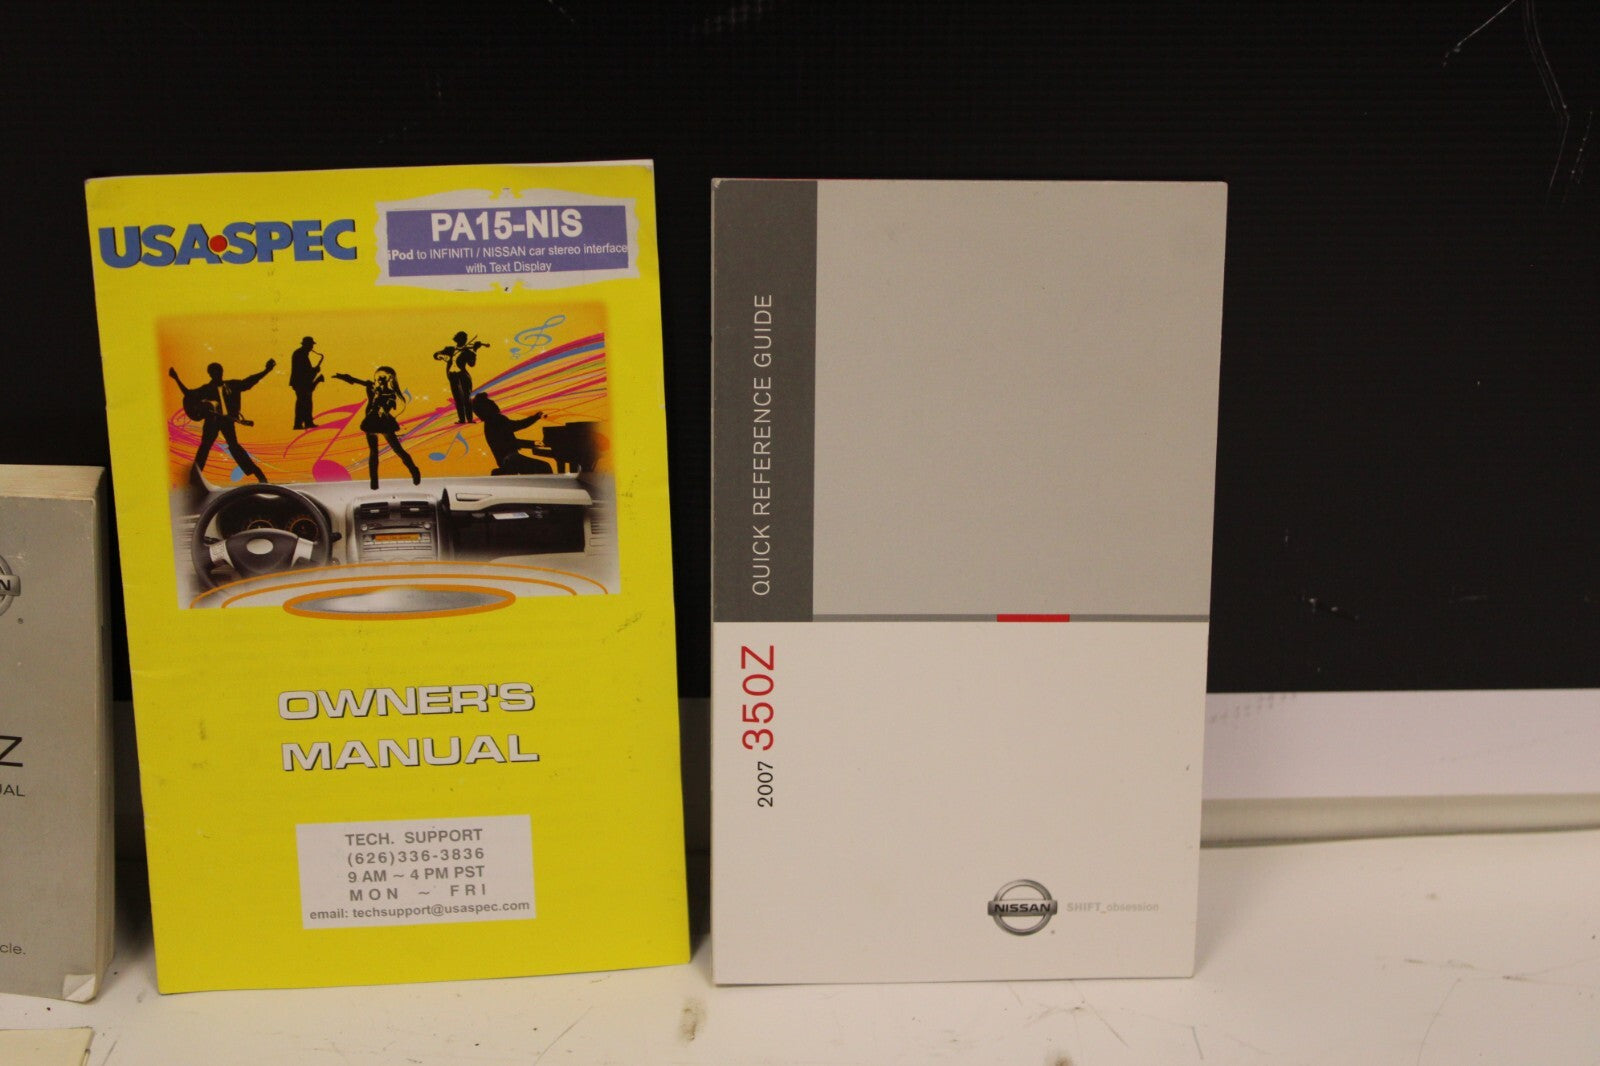 N
Z
UAL
cle.
USA SPEC
PA15-NIS
iPod to INFINITI / NISSAN car stereo interface
with Text Display
OWNER'S
MANUAL
TECH. SUPPORT
(626)336-3836
9 AM ~ 4 PM PST
MON ~ FRI
email: techsupport@usaspec.com
QUICK REFERENCE GUIDE
2007 350Z
NISSAN
SHIFT_obsession